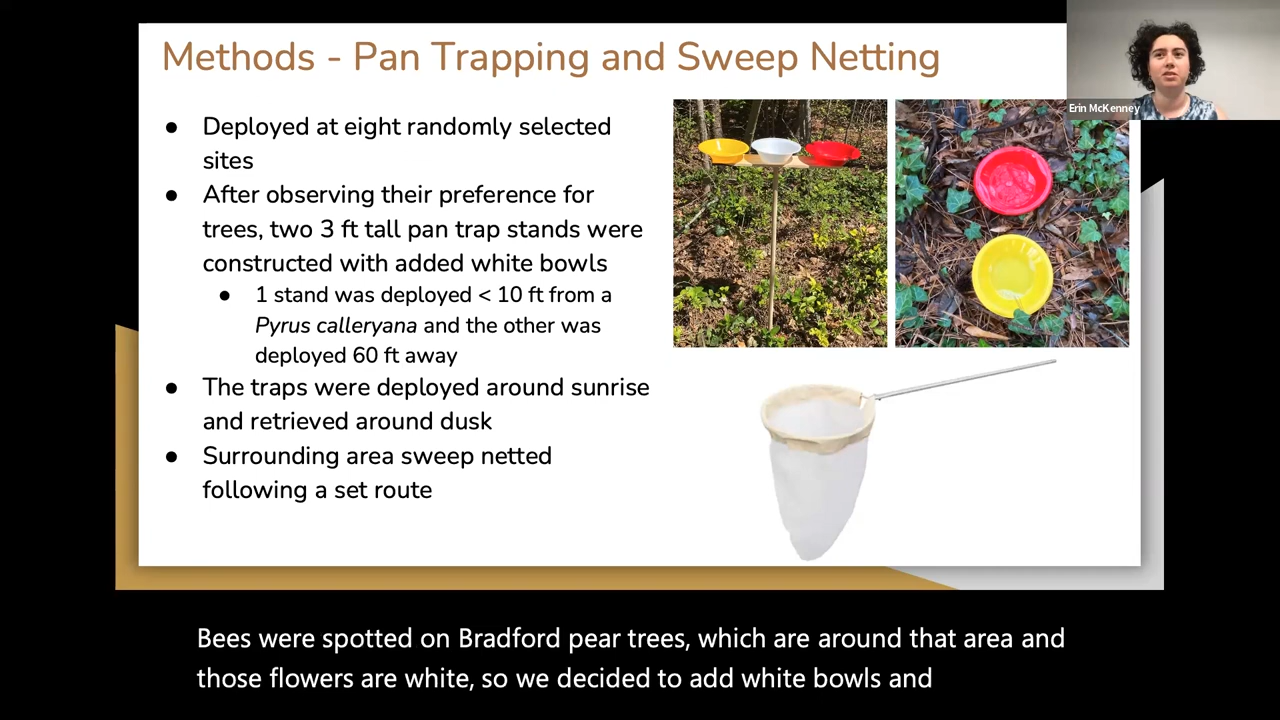 Methods - Pan Trapping and Sweep Netting
Erin McKenney
● Deployed at eight randomly selected
sites
● After observing their preference for
trees, two 3 ft tall pan trap stands were
constructed with added white bowls
● 1 stand was deployed < 10 ft from a
Pyrus calleryana and the other was
deployed 60 ft away
● The traps were deployed around sunrise
and retrieved around dusk
● Surrounding area sweep netted
following a set route
Bees were spotted on Bradford pear trees, which are around that area and
those flowers are white, so we decided to add white bowls and